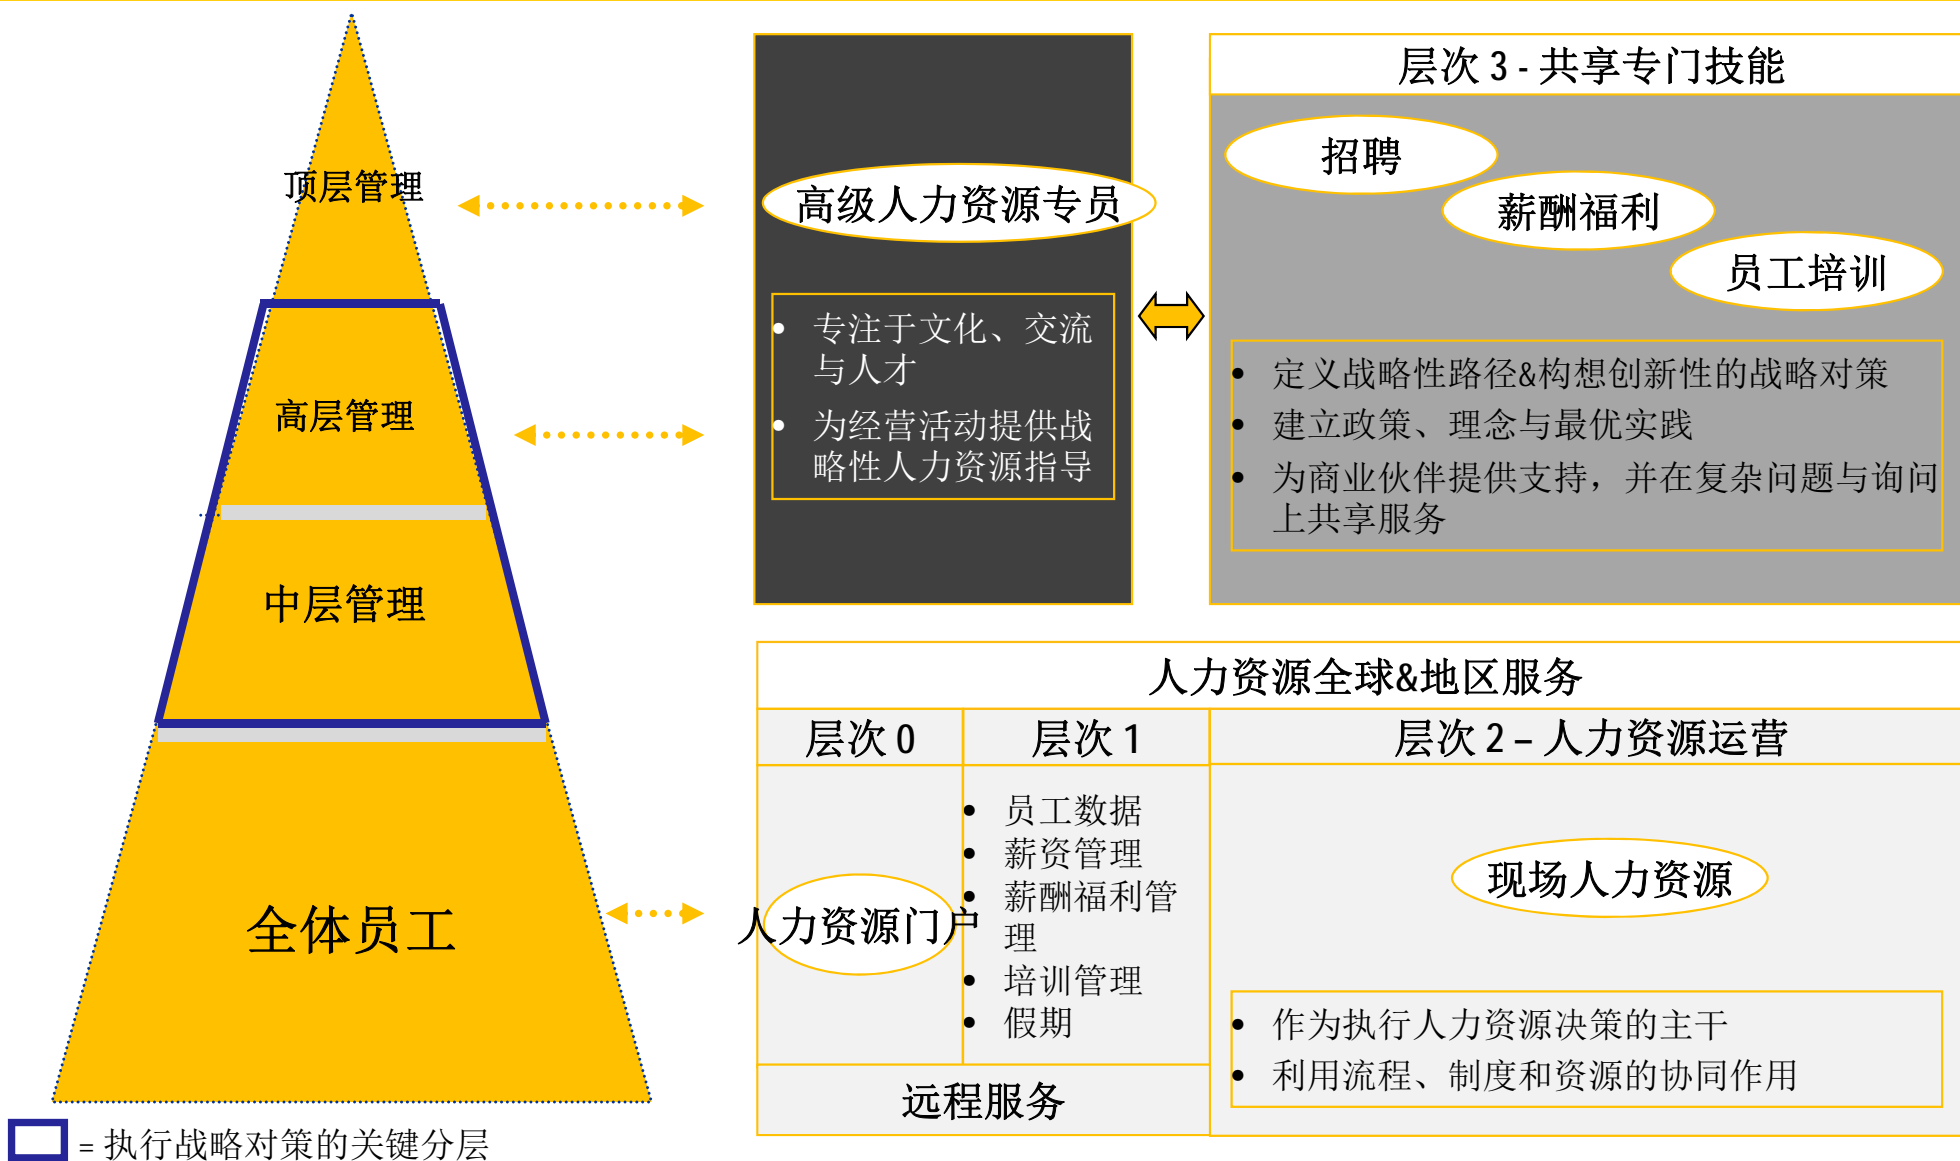 顶层管理
高层管理
中层管理
全体员工
= 执行战略对策的关键分层
高级人力资源专员
• 专注于文化、交流
与人才
• 为经营活动提供战
略性人力资源指导
层次 3 - 共享专门技能
招聘
薪酬福利
员工培训
• 定义战略性路径&构想创新性的战略对策
• 建立政策、理念与最优实践
• 为商业伙伴提供支持，并在复杂问题与询问
上共享服务
人力资源全球&地区服务
层次 0
层次 1
层次 2 – 人力资源运营
人力资源门户
• 员工数据
• 薪资管理
• 薪酬福利管
理
• 培训管理
• 假期
远程服务
现场人力资源
• 作为执行人力资源决策的主干
• 利用流程、制度和资源的协同作用